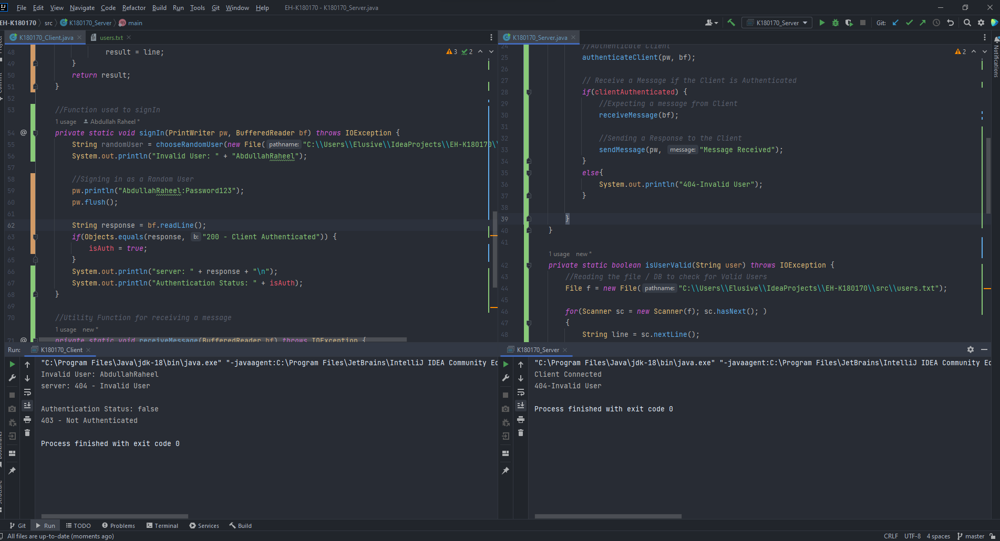 File Edit View Navigate Code Refactor Build Run Tools Git Window Help EH-K180170 - K180170_Server.java
EH-K180170 src K180170_Server main
K180170_Server Git:
K180170_Client.java users.txt
3 2
48 result = line;
49 }
50 return result;
51 }
52
53 //Function used to signIn
1 usage Abdullah Raheel *
54 @ private static void signIn(PrintWriter pw, BufferedReader bf) throws IOException {
55 String randomUser = chooseRandomUser(new File( pathname: "C:\\Users\\Elusive\\IdeaProjects\\EH-K180170\\
56 System.out.println("Invalid User: " + "AbdullahRaheel");
57
58 //Signing in as a Random User
59 pw.println("AbdullahRaheel:Password123");
60 pw.flush();
61
62 String response = bf.readLine();
63 if(Objects.equals(response, b: "200 - Client Authenticated")) {
64 isAuth = true;
65 }
66 System.out.println("server: " + response + "\n");
67 System.out.println("Authentication Status: " + isAuth);
68 }
69
70 //Utility Function for receiving a message
1 usage new *
71 @ private static void receiveMessage(BufferedReader bf) throws IOException {
K180170_Server.java
2
24 //Authenticate Client
25 authenticateClient(pw, bf);
26
27 // Receive a Message if the Client is Authenticated
28 if(clientAuthenticated) {
29 //Expecting a message from Client
30 receiveMessage(bf);
31
32 //Sending a Response to the Client
33 sendMessage(pw, message: "Message Received");
34 }
35 else{
36 System.out.println("404-Invalid User");
37 }
38
39 }
40 }
41
1 usage new *
42 private static boolean isUserValid(String user) throws IOException {
43 //Reading the file / DB to check for Valid Users
44 File f = new File( pathname: "C:\\Users\\Elusive\\IdeaProjects\\EH-K180170\\src\\users.txt");
45
46 for(Scanner sc = new Scanner(f); sc.hasNext(); )
47 {
48 String line = sc.nextLine();
Notifications
Run: K180170_Client
"C:\Program Files\Java\jdk-18\bin\java.exe" "-javaagent:C:\Program Files\JetBrains\IntelliJ IDEA Community Ed
Invalid User: AbdullahRaheel
server: 404 - Invalid User
Authentication Status: false
403 - Not Authenticated
Process finished with exit code 0
K180170_Server
"C:\Program Files\Java\jdk-18\bin\java.exe" "-javaagent:C:\Program Files\JetBrains\IntelliJ IDEA Community Ed
Client Connected
404-Invalid User
Process finished with exit code 0
Git Run TODO Problems Terminal Services Build
All files are up-to-date (moments ago)
CRLF UTF-8 4 spaces master